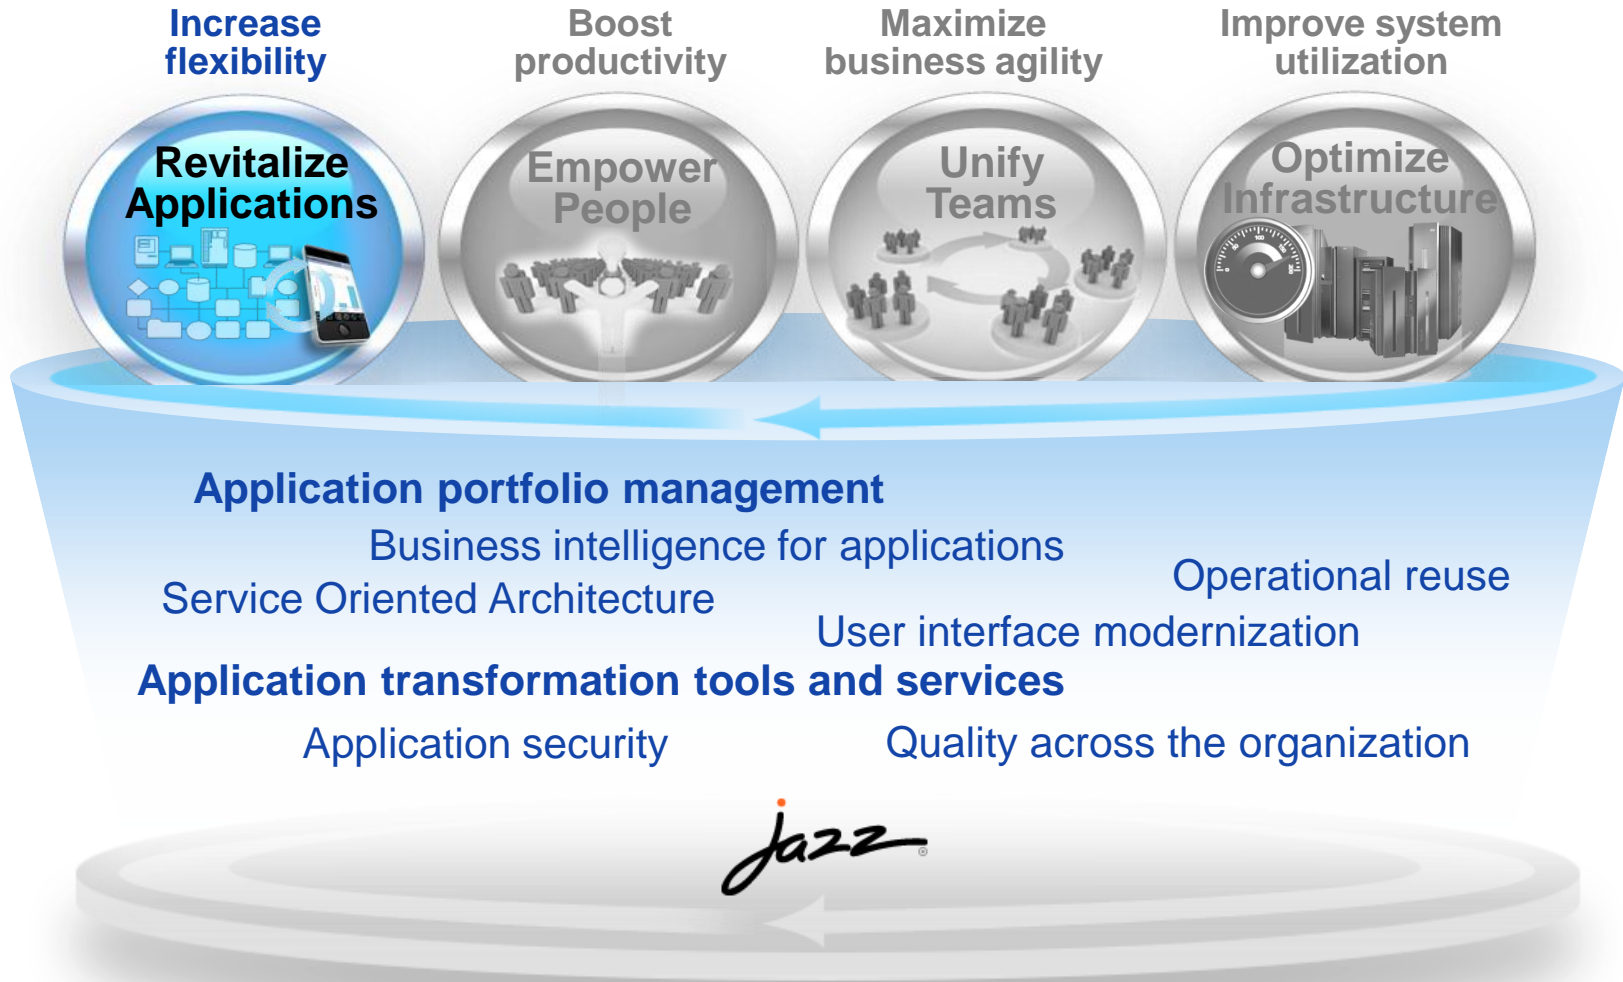 Increase
flexibility
Boost
productivity
Maximize
business agility
Improve system
utilization
Revitalize
Applications
Empower
People
Unify
Teams
Optimize
Infrastructure
Application portfolio management
Business intelligence for applications
Operational reuse
Service Oriented Architecture
User interface modernization
Application transformation tools and services
Application security
Quality across the organization
jazz